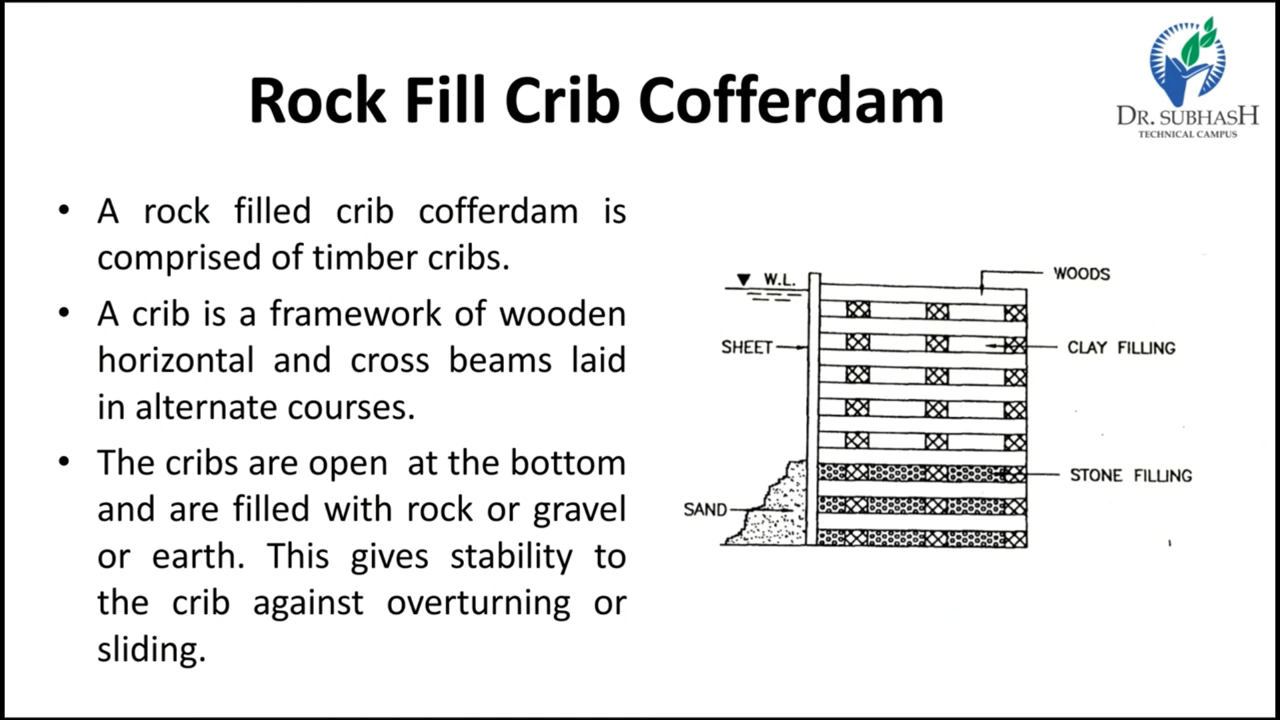 Rock Fill Crib Cofferdam
DR. SUBHASH
TECHNICAL CAMPUS
• A rock filled crib cofferdam is
comprised of timber cribs.
• A crib is a framework of wooden
horizontal and cross beams laid
in alternate courses.
• The cribs are open at the bottom
and are filled with rock or gravel
or earth. This gives stability to
the crib against overturning or
sliding.
W.L.
WOODS
SHEET
CLAY FILLING
STONE FILLING
SAND